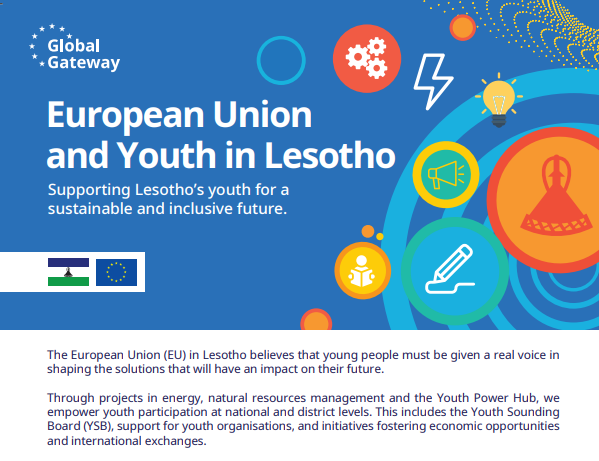 Global
Gateway
European Union
and Youth in Lesotho
Supporting Lesotho's youth for a
sustainable and inclusive future.
The European Union (EU) in Lesotho believes that young people must be given a real voice in
shaping the solutions that will have an impact on their future.
Through projects in energy, natural resources management and the Youth Power Hub, we
empower youth participation at national and district levels. This includes the Youth Sounding
Board (YSB), support for youth organisations, and initiatives fostering economic opportunities
and international exchanges.